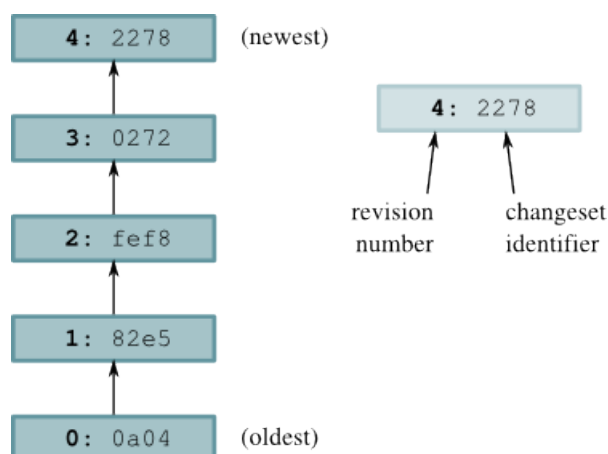 4: 2278 (newest)
3: 0272
2: fef8
1: 82e5
0: 0a04 (oldest)
4: 2278
revision number
changeset identifier